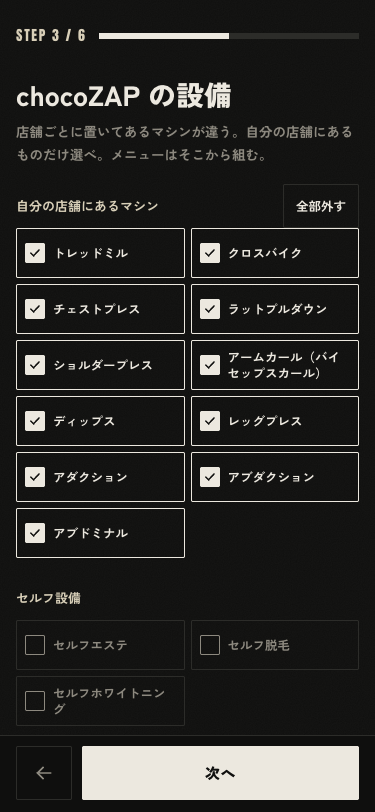 STEP 3 / 6
chocoZAP の設備
店舗ごとに置いてあるマシンが違う。自分の店舗にある
ものだけ選べ。メニューはそこから組む。
自分の店舗にあるマシン
全部外す
トレッドミル
クロスバイク
チェストプレス
ラットプルダウン
ショルダープレス
アームカール（バイ
セップスカール）
ディップス
レッグプレス
アダクション
アブダクション
アブドミナル
セルフ設備
セルフエステ
セルフ脱毛
セルフホワイトニン
グ
次へ